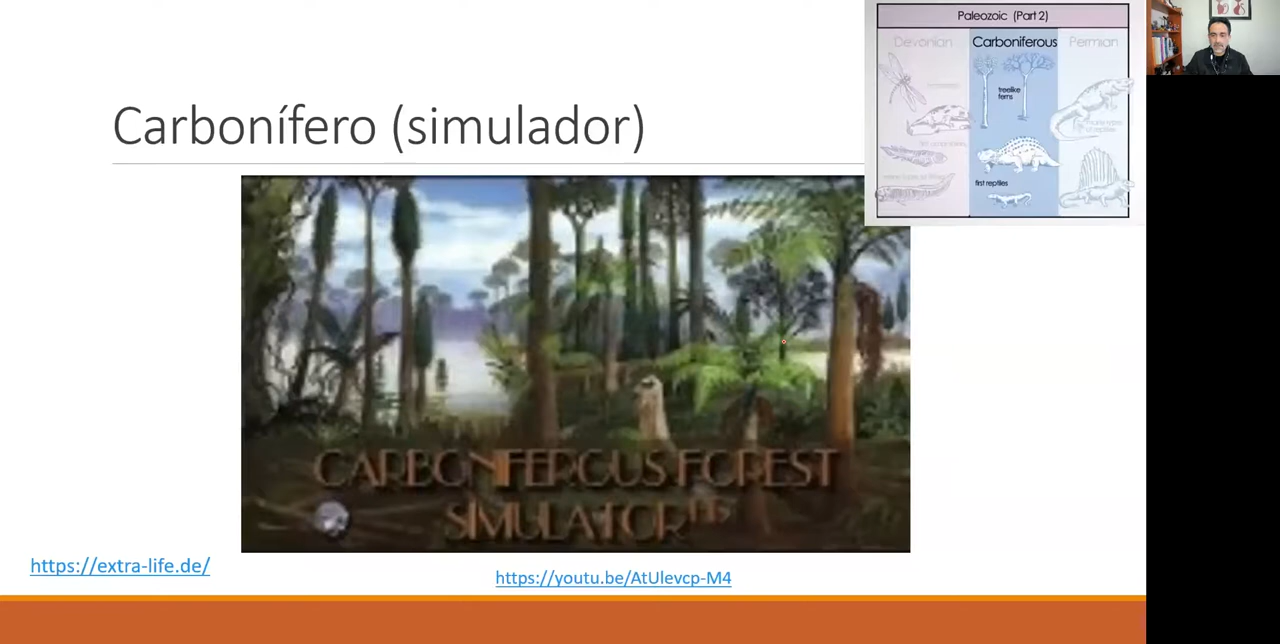 Carbonífero (simulador)
Paleozoic (Part 2)
Devonian
Carboniferous
Permian
treelike
ferns
first reptiles
CARBONIFEROUS FOREST
SIMULATOR
https://extra-life.de/
https://youtu.be/AtUlevcp-M4